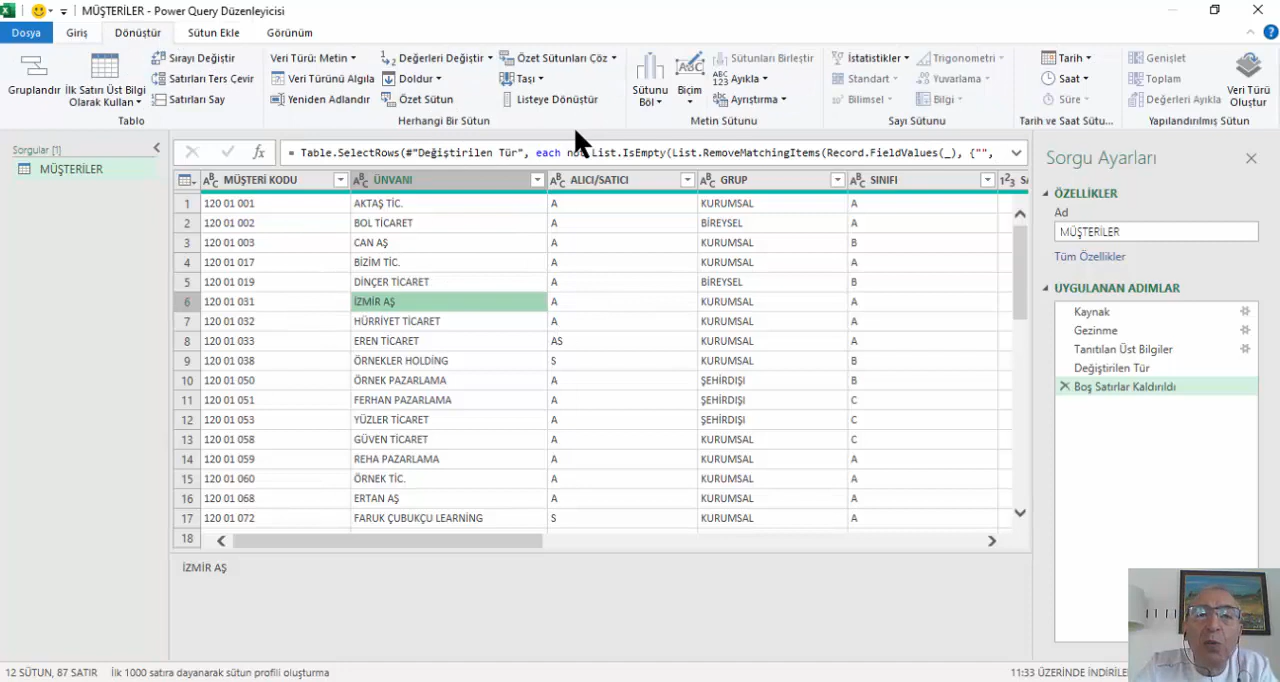 MÜŞTERİLER - Power Query Düzenleyicisi
Dosya Giriş Dönüştür Sütun Ekle Görünüm
Gruplandır
İlk Satırı Üst Bilgi Olarak Kullan
Sırayı Değiştir
Satırları Ters Çevir
Satırları Say
Tablo
Veri Türü: Metin
Veri Türünü Algıla
Yeniden Adlandır
Değerleri Değiştir
Doldur
Özet Sütun
Özet Sütunları Çöz
Taşı
Listeye Dönüştür
Herhangi Bir Sütun
Sütunu Böl
Biçim
Sütunları Birleştir
Ayıkla
Ayrıştırma
Metin Sütunu
İstatistikler
Standart
Bilimsel
Trigonometri
Yuvarlama
Bilgi
Sayı Sütunu
Tarih
Saat
Süre
Tarih ve Saat Sütu...
Genişlet
Toplam
Değerleri Ayıkla
Veri Türü Oluştur
Yapılandırılmış Sütun
Sorgular [1]
MÜŞTERİLER
= Table.SelectRows(#"Değiştirilen Tür", each not List.IsEmpty(List.RemoveMatchingItems(Record.FieldValues(_), {"",
MÜŞTERİ KODU ÜNVANI ALICI/SATICI GRUP SINIFI
1 120 01 001 AKTAŞ TİC. A KURUMSAL A
2 120 01 002 BOL TİCARET A BİREYSEL A
3 120 01 003 CAN AŞ A KURUMSAL B
4 120 01 017 BİZİM TİC. A KURUMSAL A
5 120 01 019 DİNÇER TİCARET A BİREYSEL B
6 120 01 031 İZMİR AŞ A KURUMSAL A
7 120 01 032 HÜRRİYET TİCARET A KURUMSAL A
8 120 01 033 EREN TİCARET AS KURUMSAL A
9 120 01 038 ÖRNEKLER HOLDİNG S KURUMSAL B
10 120 01 050 ÖRNEK PAZARLAMA A ŞEHİRDIŞI B
11 120 01 051 FERHAN PAZARLAMA A ŞEHİRDIŞI C
12 120 01 053 YÜZLER TİCARET A ŞEHİRDIŞI C
13 120 01 058 GÜVEN TİCARET A KURUMSAL C
14 120 01 059 REHA PAZARLAMA A KURUMSAL A
15 120 01 060 ÖRNEK TİC. A KURUMSAL A
16 120 01 068 ERTAN AŞ A KURUMSAL A
17 120 01 072 FARUK ÇUBUKÇU LEARNİNG S KURUMSAL A
18
İZMİR AŞ
Sorgu Ayarları
ÖZELLİKLER
Ad
MÜŞTERİLER
Tüm Özellikler
UYGULANAN ADIMLAR
Kaynak
Gezinme
Tanıtılan Üst Bilgiler
Değiştirilen Tür
Boş Satırlar Kaldırıldı
12 SÜTUN, 87 SATIR İlk 1000 satıra dayanarak sütun profili oluşturma
11:33 ÜZERİNDE